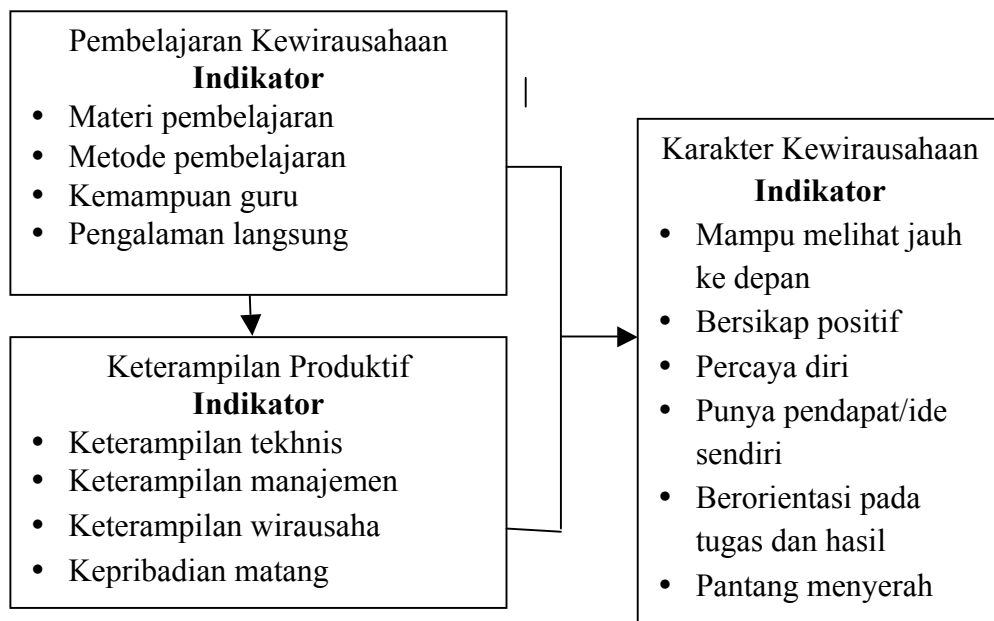 Pembelajaran Kewirausahaan
Indikator
• Materi pembelajaran
• Metode pembelajaran
• Kemampuan guru
• Pengalaman langsung
Keterampilan Produktif
Indikator
• Keterampilan tekhnis
• Keterampilan manajemen
• Keterampilan wirausaha
• Kepribadian matang
Karakter Kewirausahaan
Indikator
• Mampu melihat jauh
ke depan
• Bersikap positif
• Percaya diri
• Punya pendapat/ide
sendiri
• Berorientasi pada
tugas dan hasil
• Pantang menyerah